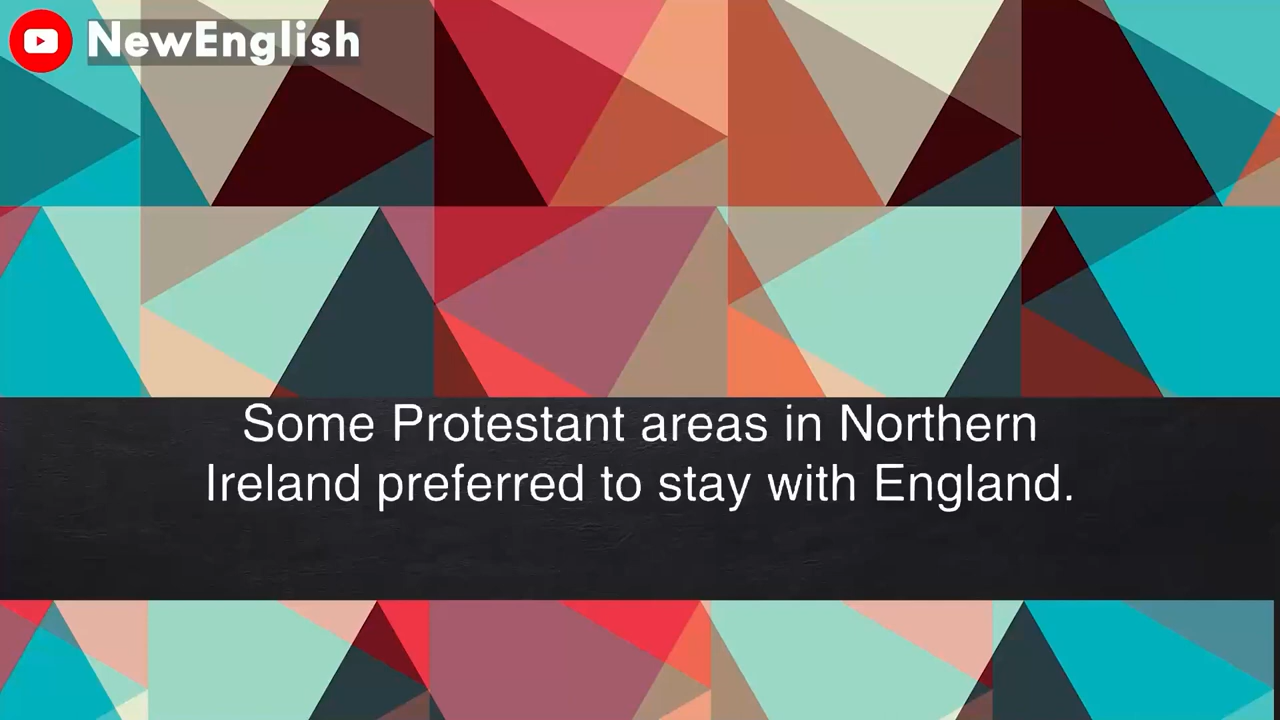 NewEnglish
Some Protestant areas in Northern
Ireland preferred to stay with England.